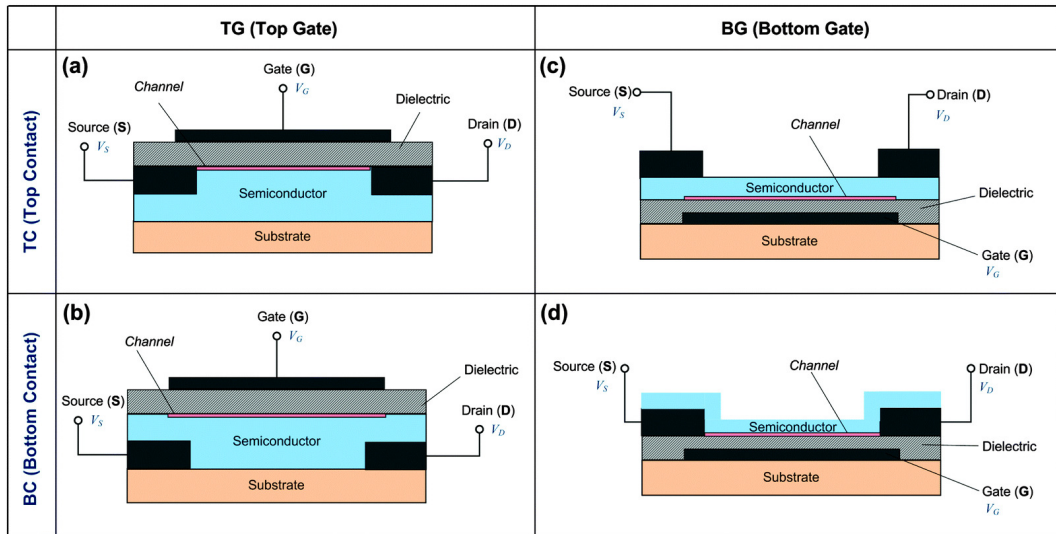 TG (Top Gate)
BG (Bottom Gate)
TC (Top Contact)
(a)
Gate (G)
VG
Channel
Dielectric
Source (S)
VS
Drain (D)
VD
Semiconductor
Substrate
(c)
Source (S)
VS
Drain (D)
VD
Channel
Semiconductor
Dielectric
Substrate
Gate (G)
VG
BC (Bottom Contact)
(b)
Gate (G)
VG
Channel
Dielectric
Source (S)
VS
Drain (D)
VD
Semiconductor
Substrate
(d)
Source (S)
VS
Channel
Drain (D)
VD
Semiconductor
Dielectric
Substrate
Gate (G)
VG